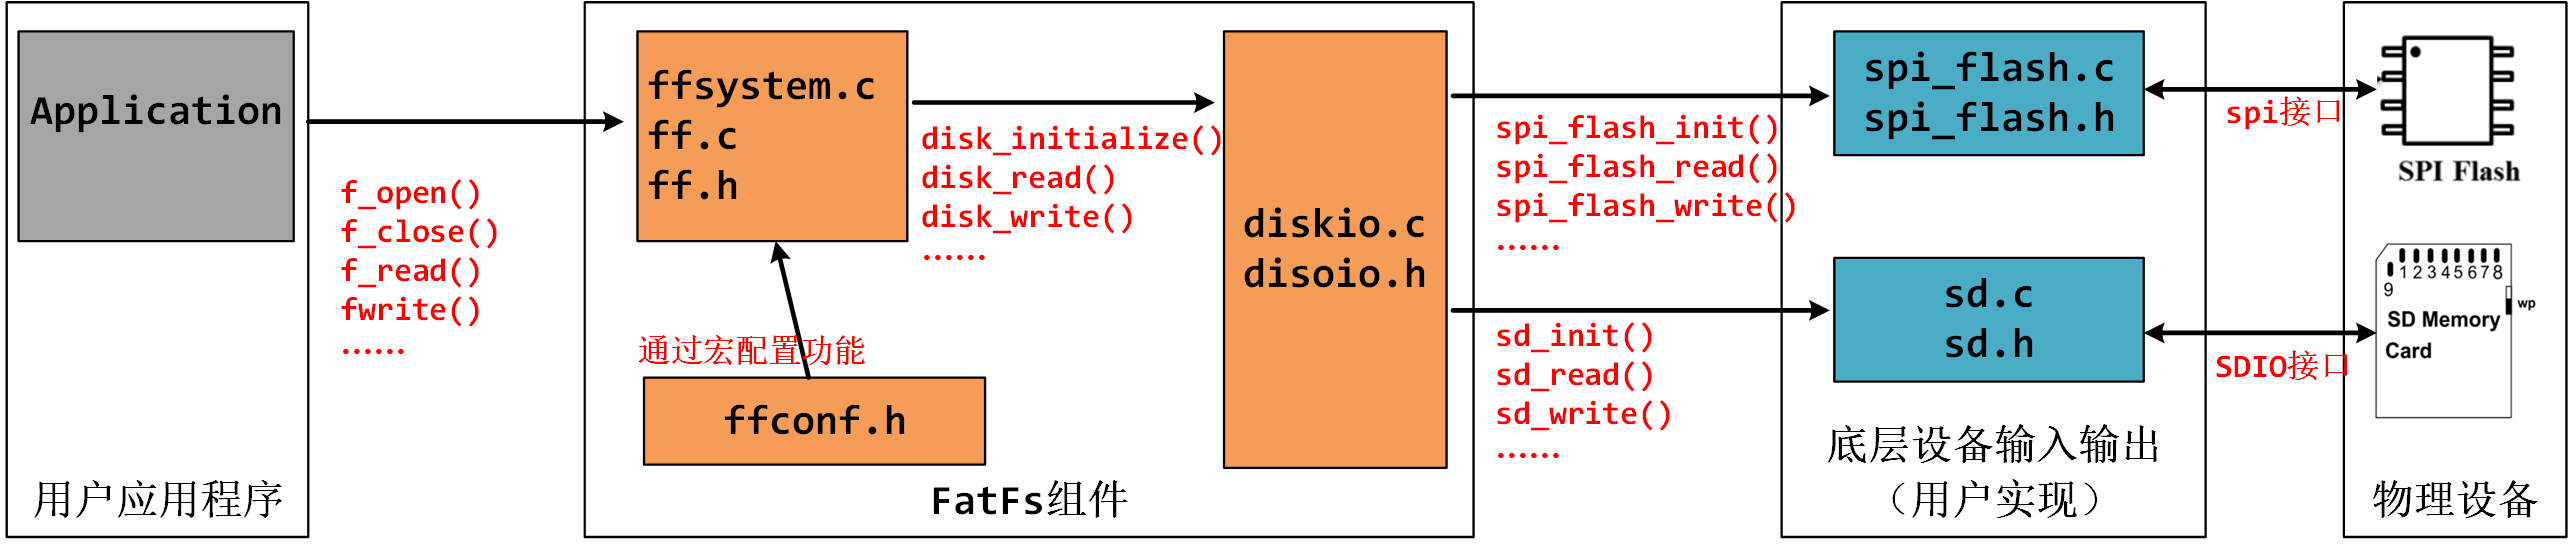 Application
用户应用程序
f_open()
f_close()
f_read()
fwrite()
......
ffsystem.c
ff.c
ff.h
通过宏配置功能
ffconf.h
disk_initialize()
disk_read()
disk_write()
......
diskio.c
disoio.h
FatFs组件
spi_flash_init()
spi_flash_read()
spi_flash_write()
......
sd_init()
sd_read()
sd_write()
......
spi_flash.c
spi_flash.h
sd.c
sd.h
底层设备输入输出
（用户实现）
spi接口
SDIO接口
SPI Flash
1 2 3 4 5 6 7 8
9
wp
SD Memory
Card
物理设备